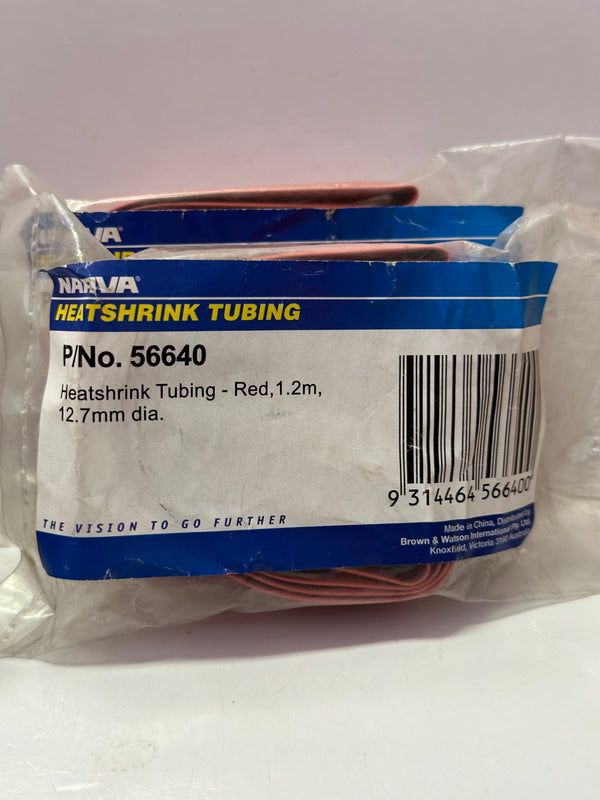 NARVA
HEATSHRINK TUBING
P/No. 56640
Heatshrink Tubing - Red,1.2m,
12.7mm dia.
9 314464 566400
THE VISION TO GO FURTHER
Made in China, Distributed by
Brown & Watson International Pty. Ltd.
Knoxfield, Victoria 3180 Australia